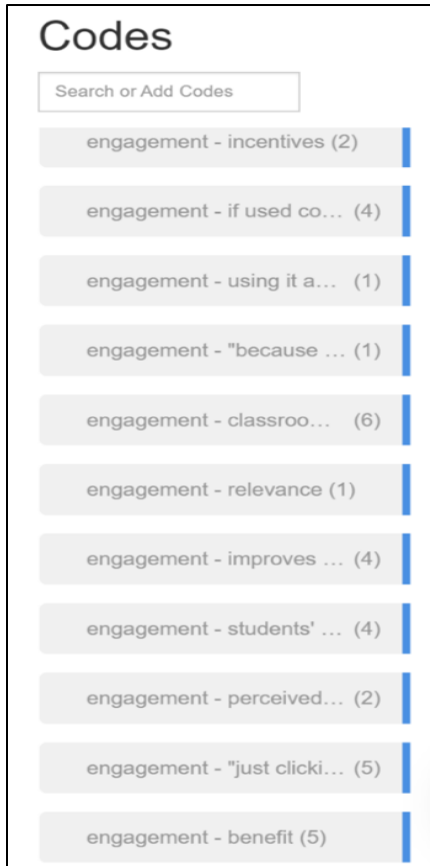 Codes
Search or Add Codes
engagement - incentives (2)
engagement - if used co... (4)
engagement - using it a... (1)
engagement - "because ... (1)
engagement - classroo... (6)
engagement - relevance (1)
engagement - improves ... (4)
engagement - students' ... (4)
engagement - perceived... (2)
engagement - "just clicki... (5)
engagement - benefit (5)